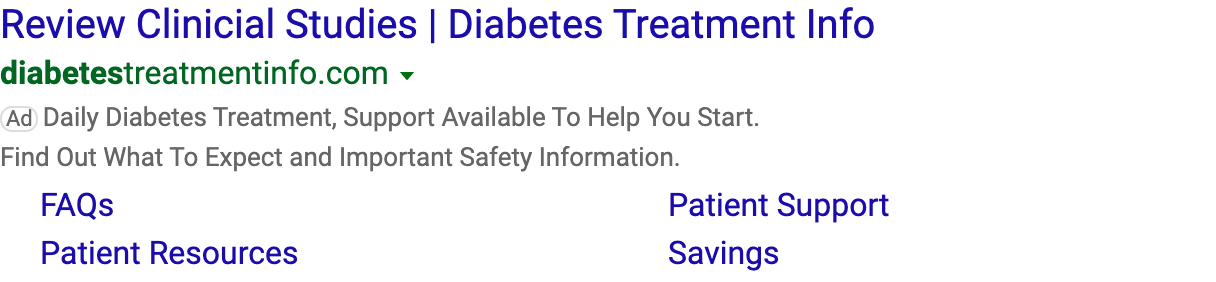 Review Clinicial Studies | Diabetes Treatment Info
diabetestreatmentinfo.com
Ad Daily Diabetes Treatment, Support Available To Help You Start.
Find Out What To Expect and Important Safety Information.
FAQs Patient Support
Patient Resources Savings